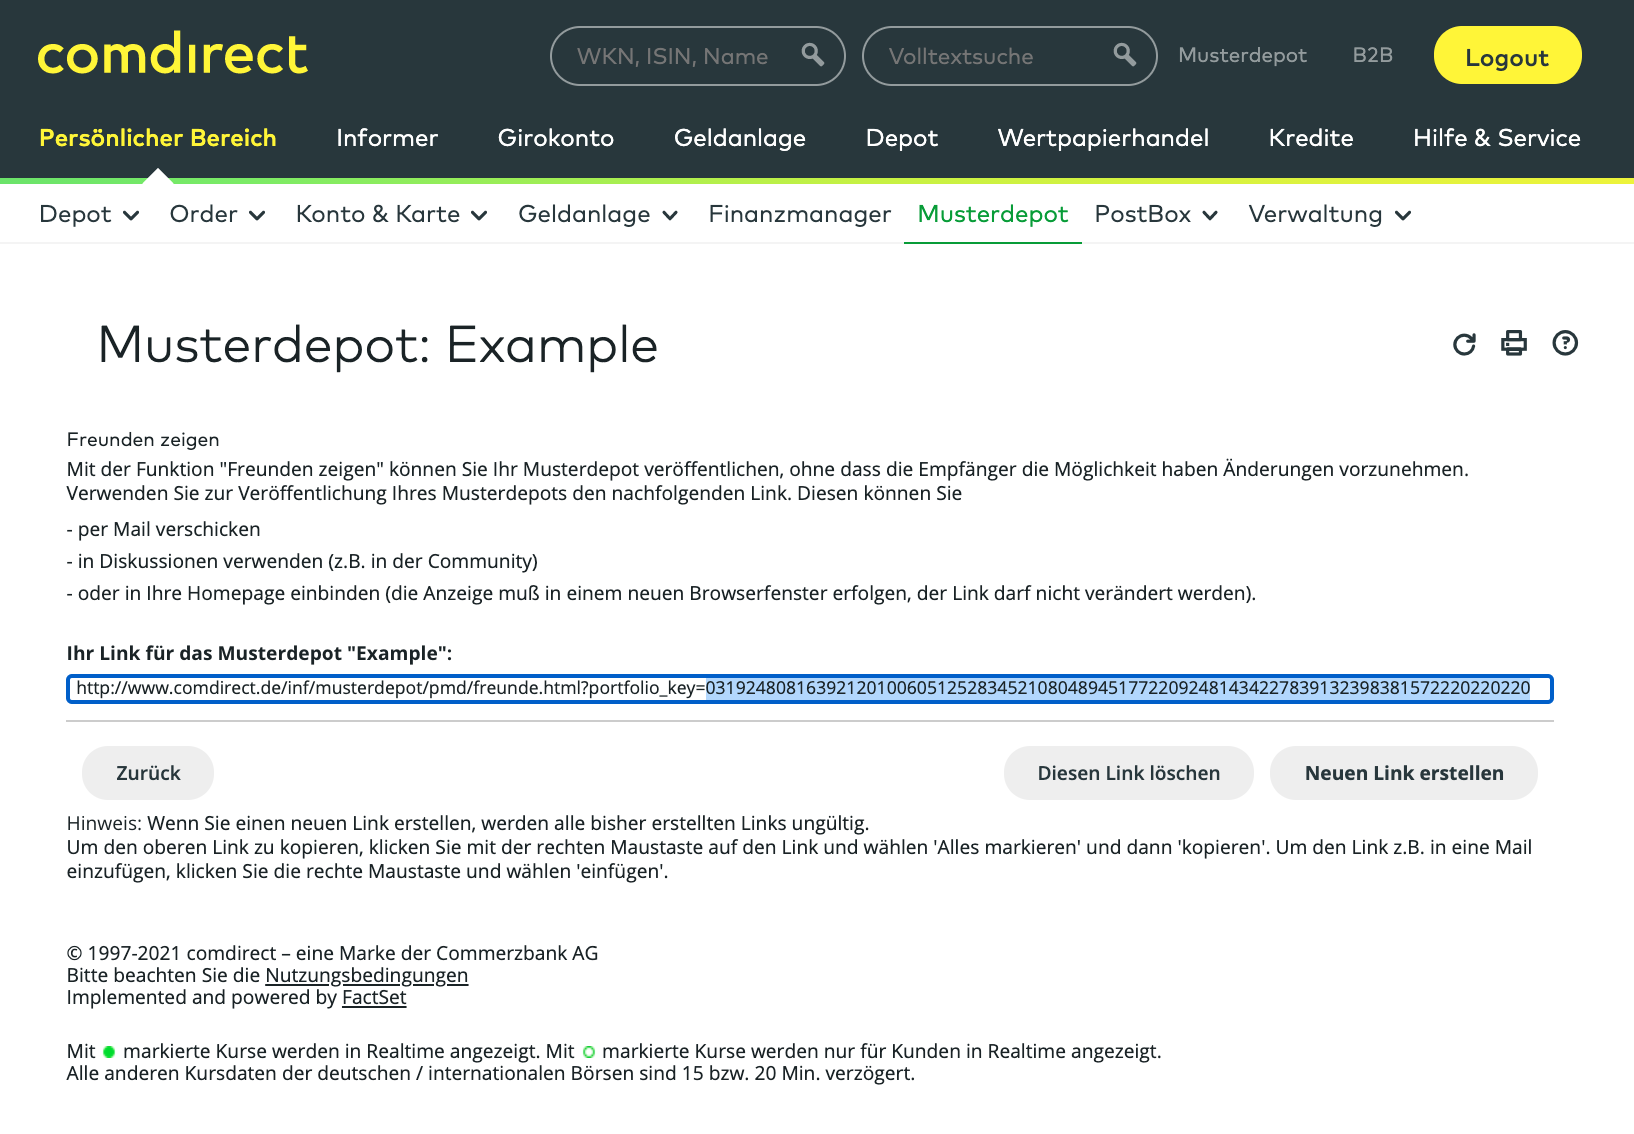 comdirect
WKN, ISIN, Name
Volltextsuche
Musterdepot
B2B
Logout
Persönlicher Bereich
Informer
Girokonto
Geldanlage
Depot
Wertpapierhandel
Kredite
Hilfe & Service
Depot
Order
Konto & Karte
Geldanlage
Finanzmanager
Musterdepot
PostBox
Verwaltung
Musterdepot: Example
Freunden zeigen
Mit der Funktion "Freunden zeigen" können Sie Ihr Musterdepot veröffentlichen, ohne dass die Empfänger die Möglichkeit haben Änderungen vorzunehmen.
Verwenden Sie zur Veröffentlichung Ihres Musterdepots den nachfolgenden Link. Diesen können Sie
- per Mail verschicken
- in Diskussionen verwenden (z.B. in der Community)
- oder in Ihre Homepage einbinden (die Anzeige muß in einem neuen Browserfenster erfolgen, der Link darf nicht verändert werden).
Ihr Link für das Musterdepot "Example":
http://www.comdirect.de/inf/musterdepot/pmd/freunde.html?portfolio_key=0319248081639212010060512528345210804894517722092481434227839132398381572220220220
Zurück
Diesen Link löschen
Neuen Link erstellen
Hinweis: Wenn Sie einen neuen Link erstellen, werden alle bisher erstellten Links ungültig.
Um den oberen Link zu kopieren, klicken Sie mit der rechten Maustaste auf den Link und wählen 'Alles markieren' und dann 'kopieren'. Um den Link z.B. in eine Mail
einzufügen, klicken Sie die rechte Maustaste und wählen 'einfügen'.
© 1997-2021 comdirect – eine Marke der Commerzbank AG
Bitte beachten Sie die Nutzungsbedingungen
Implemented and powered by FactSet
Mit markierte Kurse werden in Realtime angezeigt. Mit markierte Kurse werden nur für Kunden in Realtime angezeigt.
Alle anderen Kursdaten der deutschen / internationalen Börsen sind 15 bzw. 20 Min. verzögert.